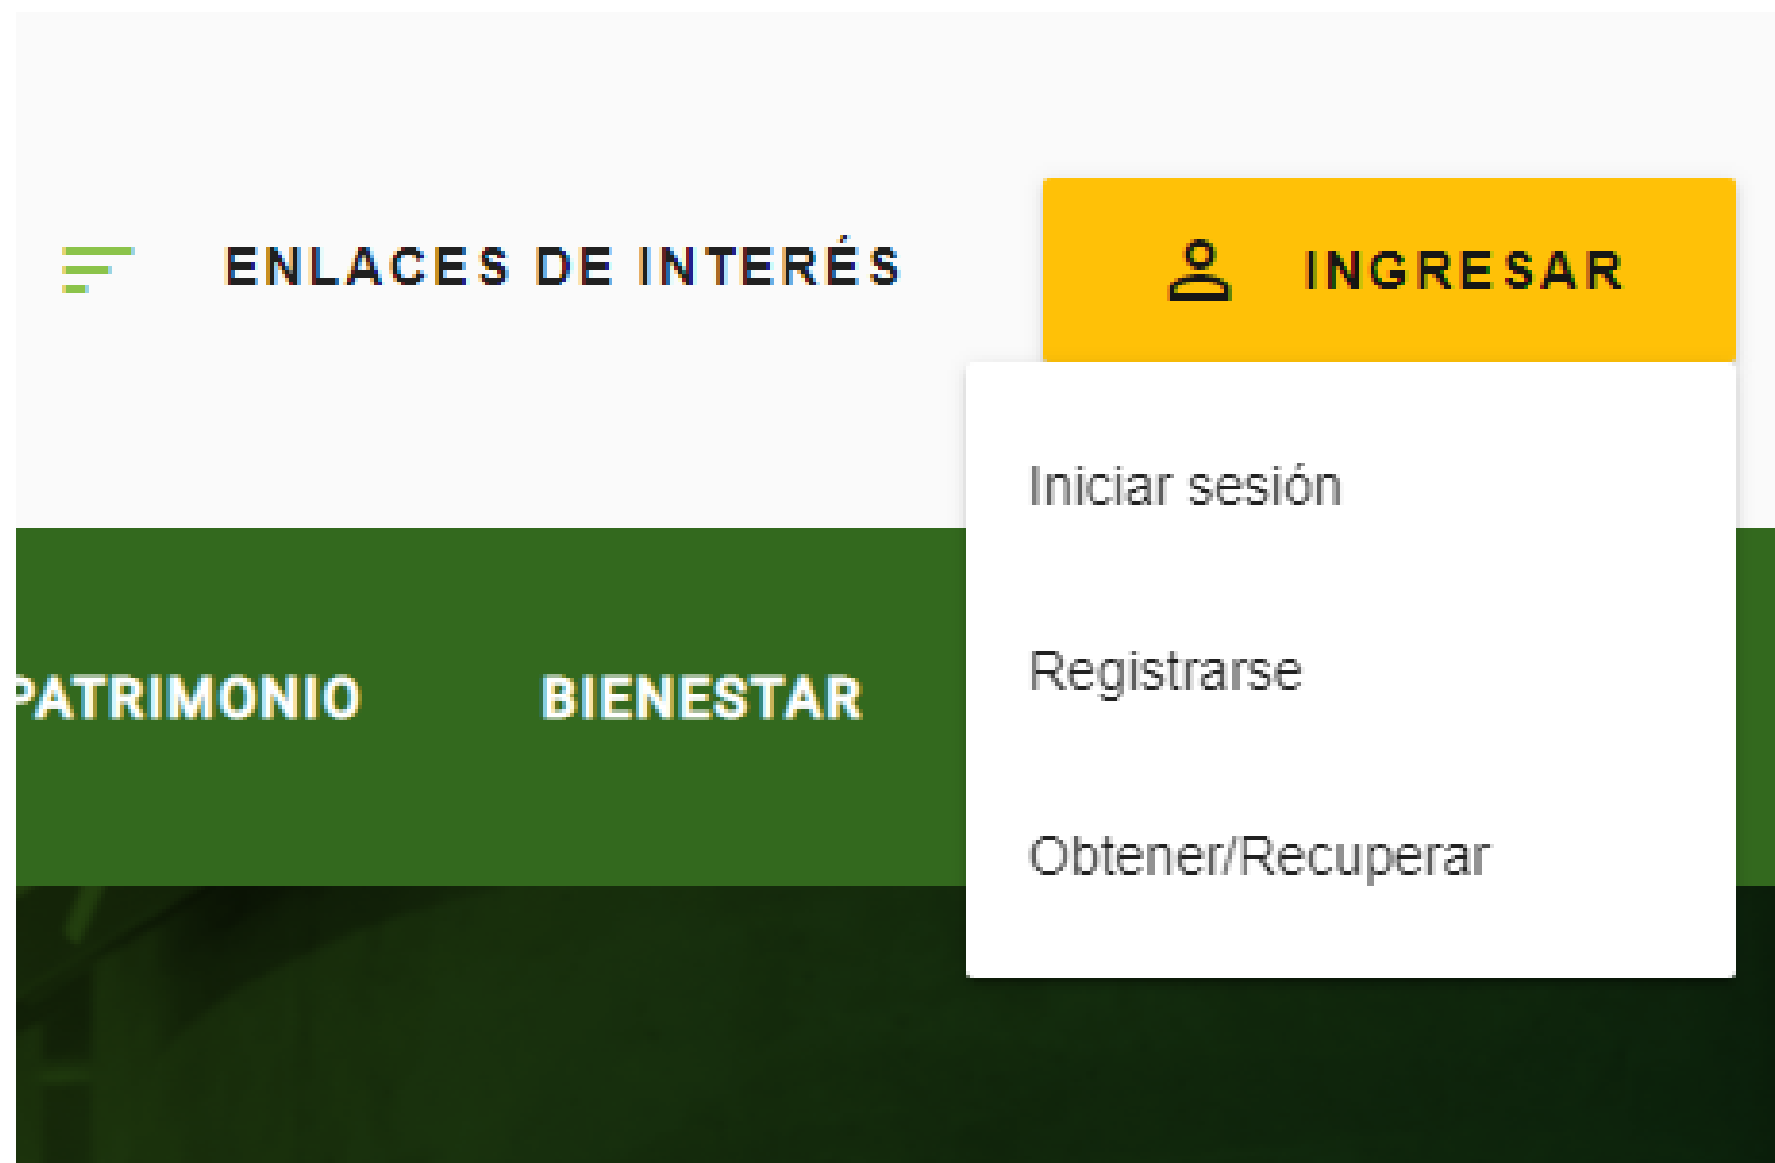 ENLACES DE INTERÉS
INGRESAR
Iniciar sesión
Registrarse
Obtener/Recuperar
PATRIMONIO
BIENESTAR